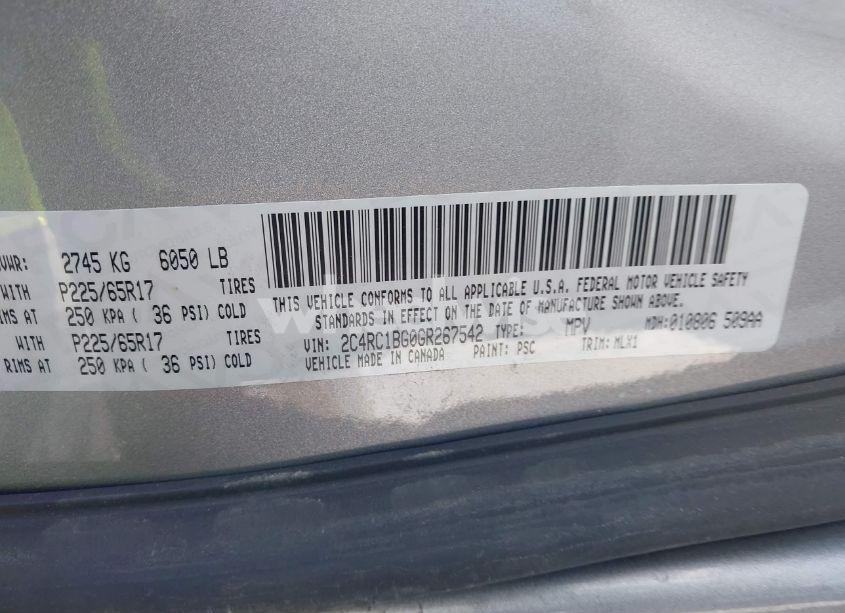 VWR: 2745 KG 6050 LB
WITH P225/65R17 TIRES
RIMS AT 250 KPA ( 36 PSI) COLD
WITH P225/65R17 TIRES
RIMS AT 250 KPA ( 36 PSI) COLD
THIS VEHICLE CONFORMS TO ALL APPLICABLE U.S.A. FEDERAL MOTOR VEHICLE SAFETY
STANDARDS IN EFFECT ON THE DATE OF MANUFACTURE SHOWN ABOVE.
VIN: 2C4RC1BG0GR267542 TYPE: MPV MDH:010806 509AA
VEHICLE MADE IN CANADA PAINT: PSC TRIM: MLX1